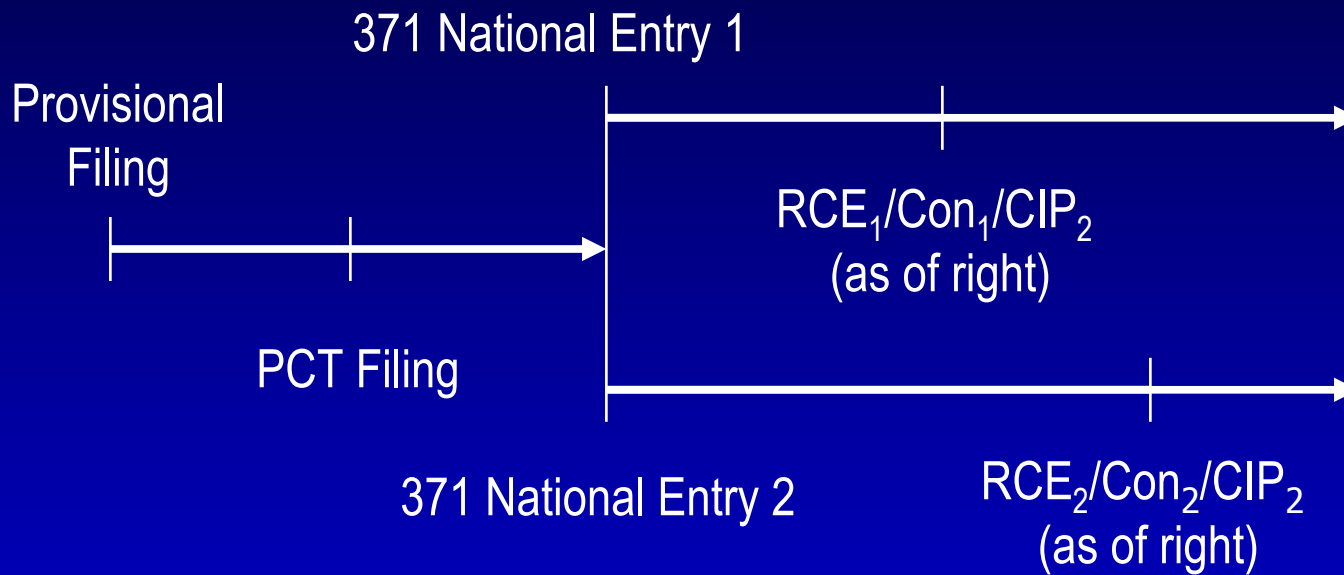 371 National Entry 1
Provisional
Filing
RCE₁/Con₁/CIP₂
(as of right)
PCT Filing
371 National Entry 2
RCE₂/Con₂/CIP₂
(as of right)